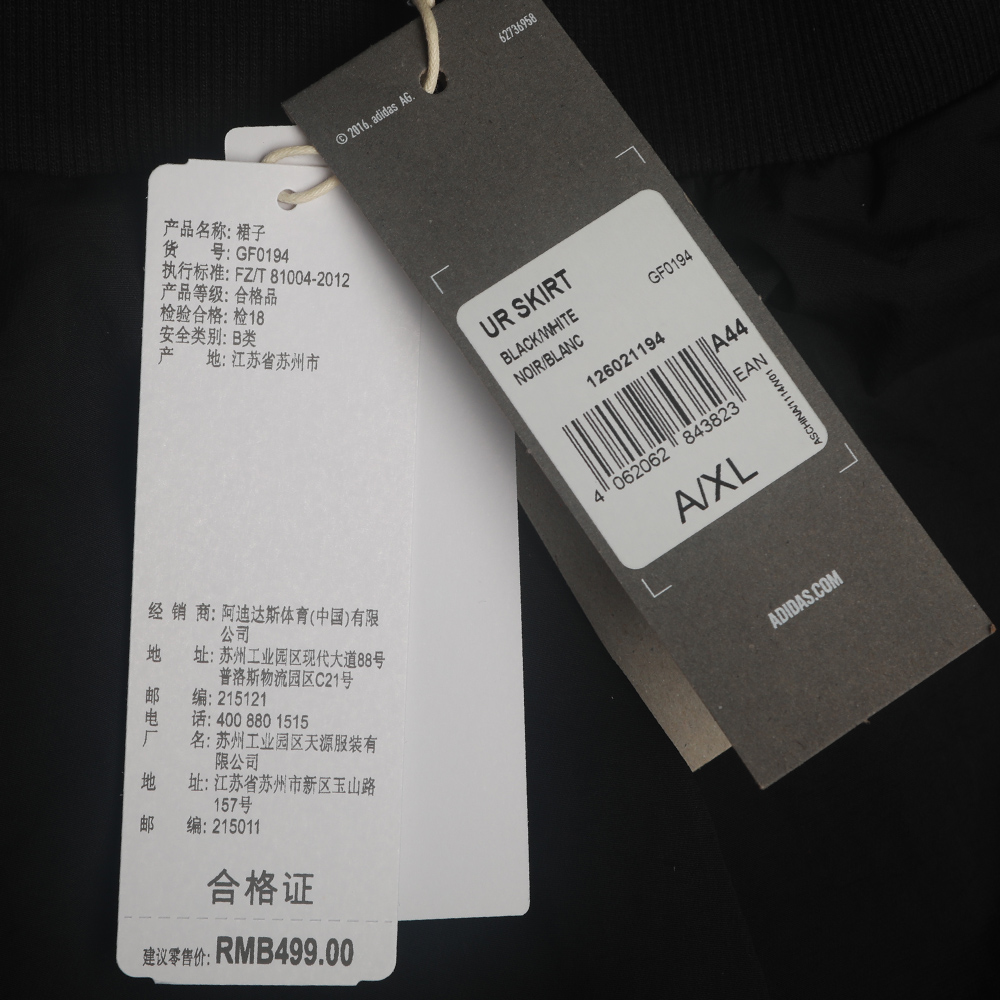 产品名称: 裙子
货 号: GF0194
执行标准: FZ/T 81004-2012
产品等级: 合格品
检验合格: 检18
安全类别: B类
产 地: 江苏省苏州市
经 销 商: 阿迪达斯体育(中国)有限
公司
地 址: 苏州工业园区现代大道88号
普洛斯物流园区C21号
邮 编: 215121
电 话: 400 880 1515
厂 名: 苏州工业园区天源服装有
限公司
地 址: 江苏省苏州市新区玉山路
157号
邮 编: 215011
合格证
建议零售价: RMB499.00
62736958
© 2016, adidas AG.
UR SKIRT
GF0194
BLACK/WHITE
NOIR/BLANC
126021194
A44
EAN
4 062062 843823
ASCHINA/1114V01
A/XL
ADIDAS.COM